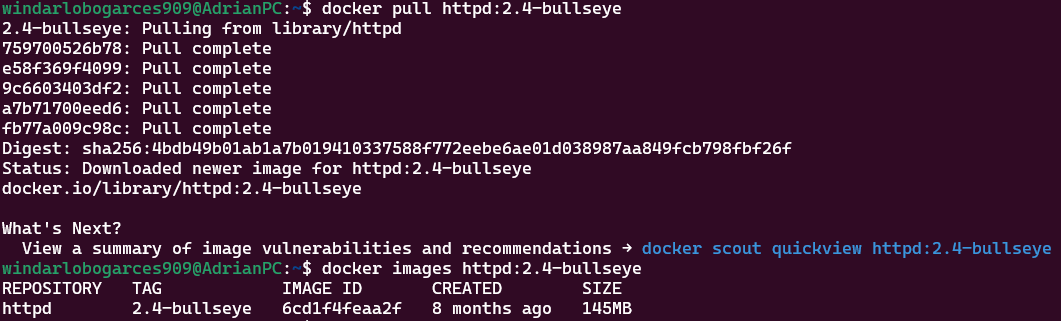 windarlobogarces909@AdrianPC:~$ docker pull httpd:2.4-bullseye
2.4-bullseye: Pulling from library/httpd
759700526b78: Pull complete
e58f369f4099: Pull complete
9c6603403df2: Pull complete
a7b71700eed6: Pull complete
fb77a009c98c: Pull complete
Digest: sha256:4bdb49b01ab1a7b019410337588f772eebe6ae01d038987aa849fcb798fbf26f
Status: Downloaded newer image for httpd:2.4-bullseye
docker.io/library/httpd:2.4-bullseye
What's Next?
View a summary of image vulnerabilities and recommendations → docker scout quickview httpd:2.4-bullseye
windarlobogarces909@AdrianPC:~$ docker images httpd:2.4-bullseye
REPOSITORY TAG IMAGE ID CREATED SIZE
httpd 2.4-bullseye 6cd1f4feaa2f 8 months ago 145MB